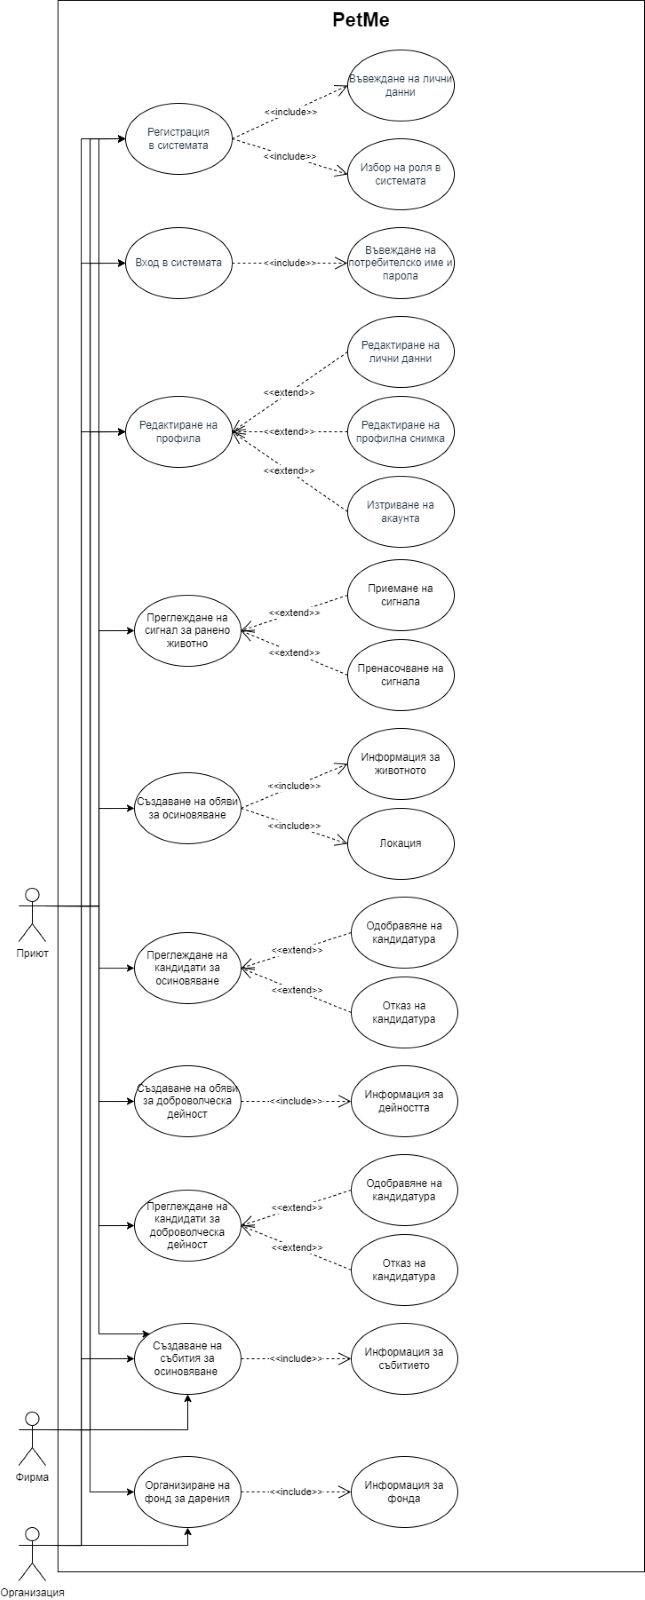 PetMe
Въвеждане на лични
данни
<<include>>
Регистрация
в системата
<<include>>
Избор на роля в
системата
Въвеждане на
потребителско име и
парола
Вход в системата
<<include>>
Редактиране на
лични данни
<<extend>>
Редактиране на
профила
<<extend>>
Редактиране на
профилна снимка
<<extend>>
Изтриване на
акаунта
Приемане на
сигнала
<<extend>>
Преглеждане на
сигнал за ранено
животно
<<extend>>
Пренасочване на
сигнала
Информация за
животното
<<include>>
Създаване на обяви
за осиновяване
<<include>>
Локация
Приют
Одобравяне на
кандидатура
<<extend>>
Преглеждане на
кандидати за
осиновяване
<<extend>>
Отказ на
кандидатура
Създаване на обяви
за доброволческа
дейност
<<include>>
Информация за
дейността
Одобравяне на
кандидатура
<<extend>>
Преглеждане на
кандидати за
доброволческа
дейност
<<extend>>
Отказ на
кандидатура
Създаване на
събития за
осиновяване
<<include>>
Информация за
събитието
Фирма
Организиране на
фонд за дарения
<<include>>
Информация за
фонда
Организация